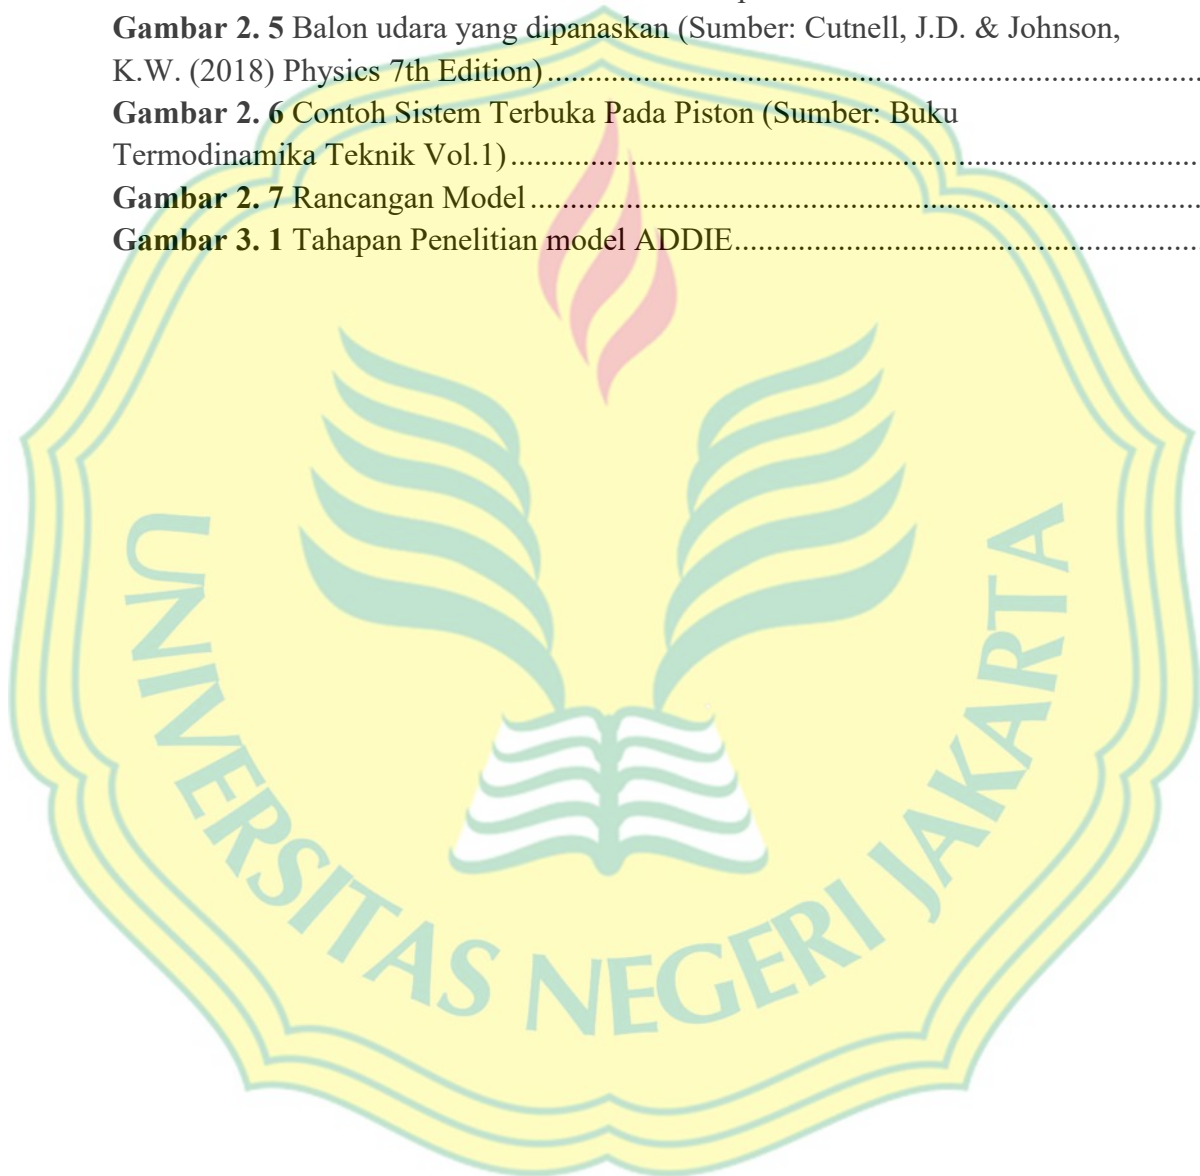 Gambar 2. 5 Balon udara yang dipanaskan (Sumber: Cutnell, J.D. & Johnson,
K.W. (2018) Physics 7th Edition)................................................................................
Gambar 2. 6 Contoh Sistem Terbuka Pada Piston (Sumber: Buku
Termodinamika Teknik Vol.1)................................................................................
Gambar 2. 7 Rancangan Model................................................................................
Gambar 3. 1 Tahapan Penelitian model ADDIE.......................................................
UNIVERSITAS NEGERI JAKARTA